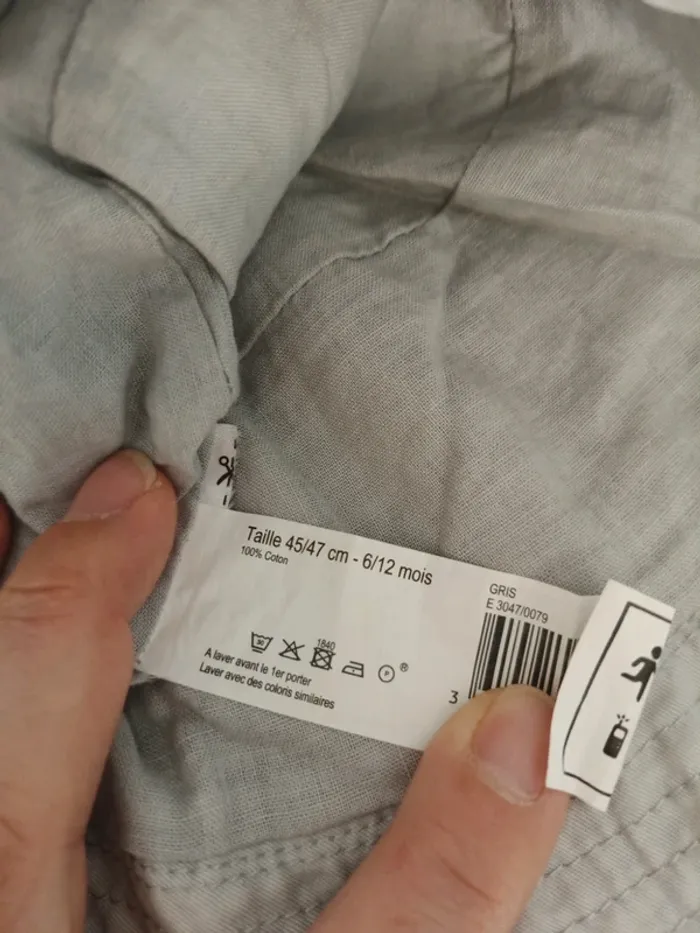 Taille 45/47 cm - 6/12 mois
100% Coton
GRIS
E 3047/0079
30
1840
P
®
A laver avant le 1er porter
Laver avec des coloris similaires
3